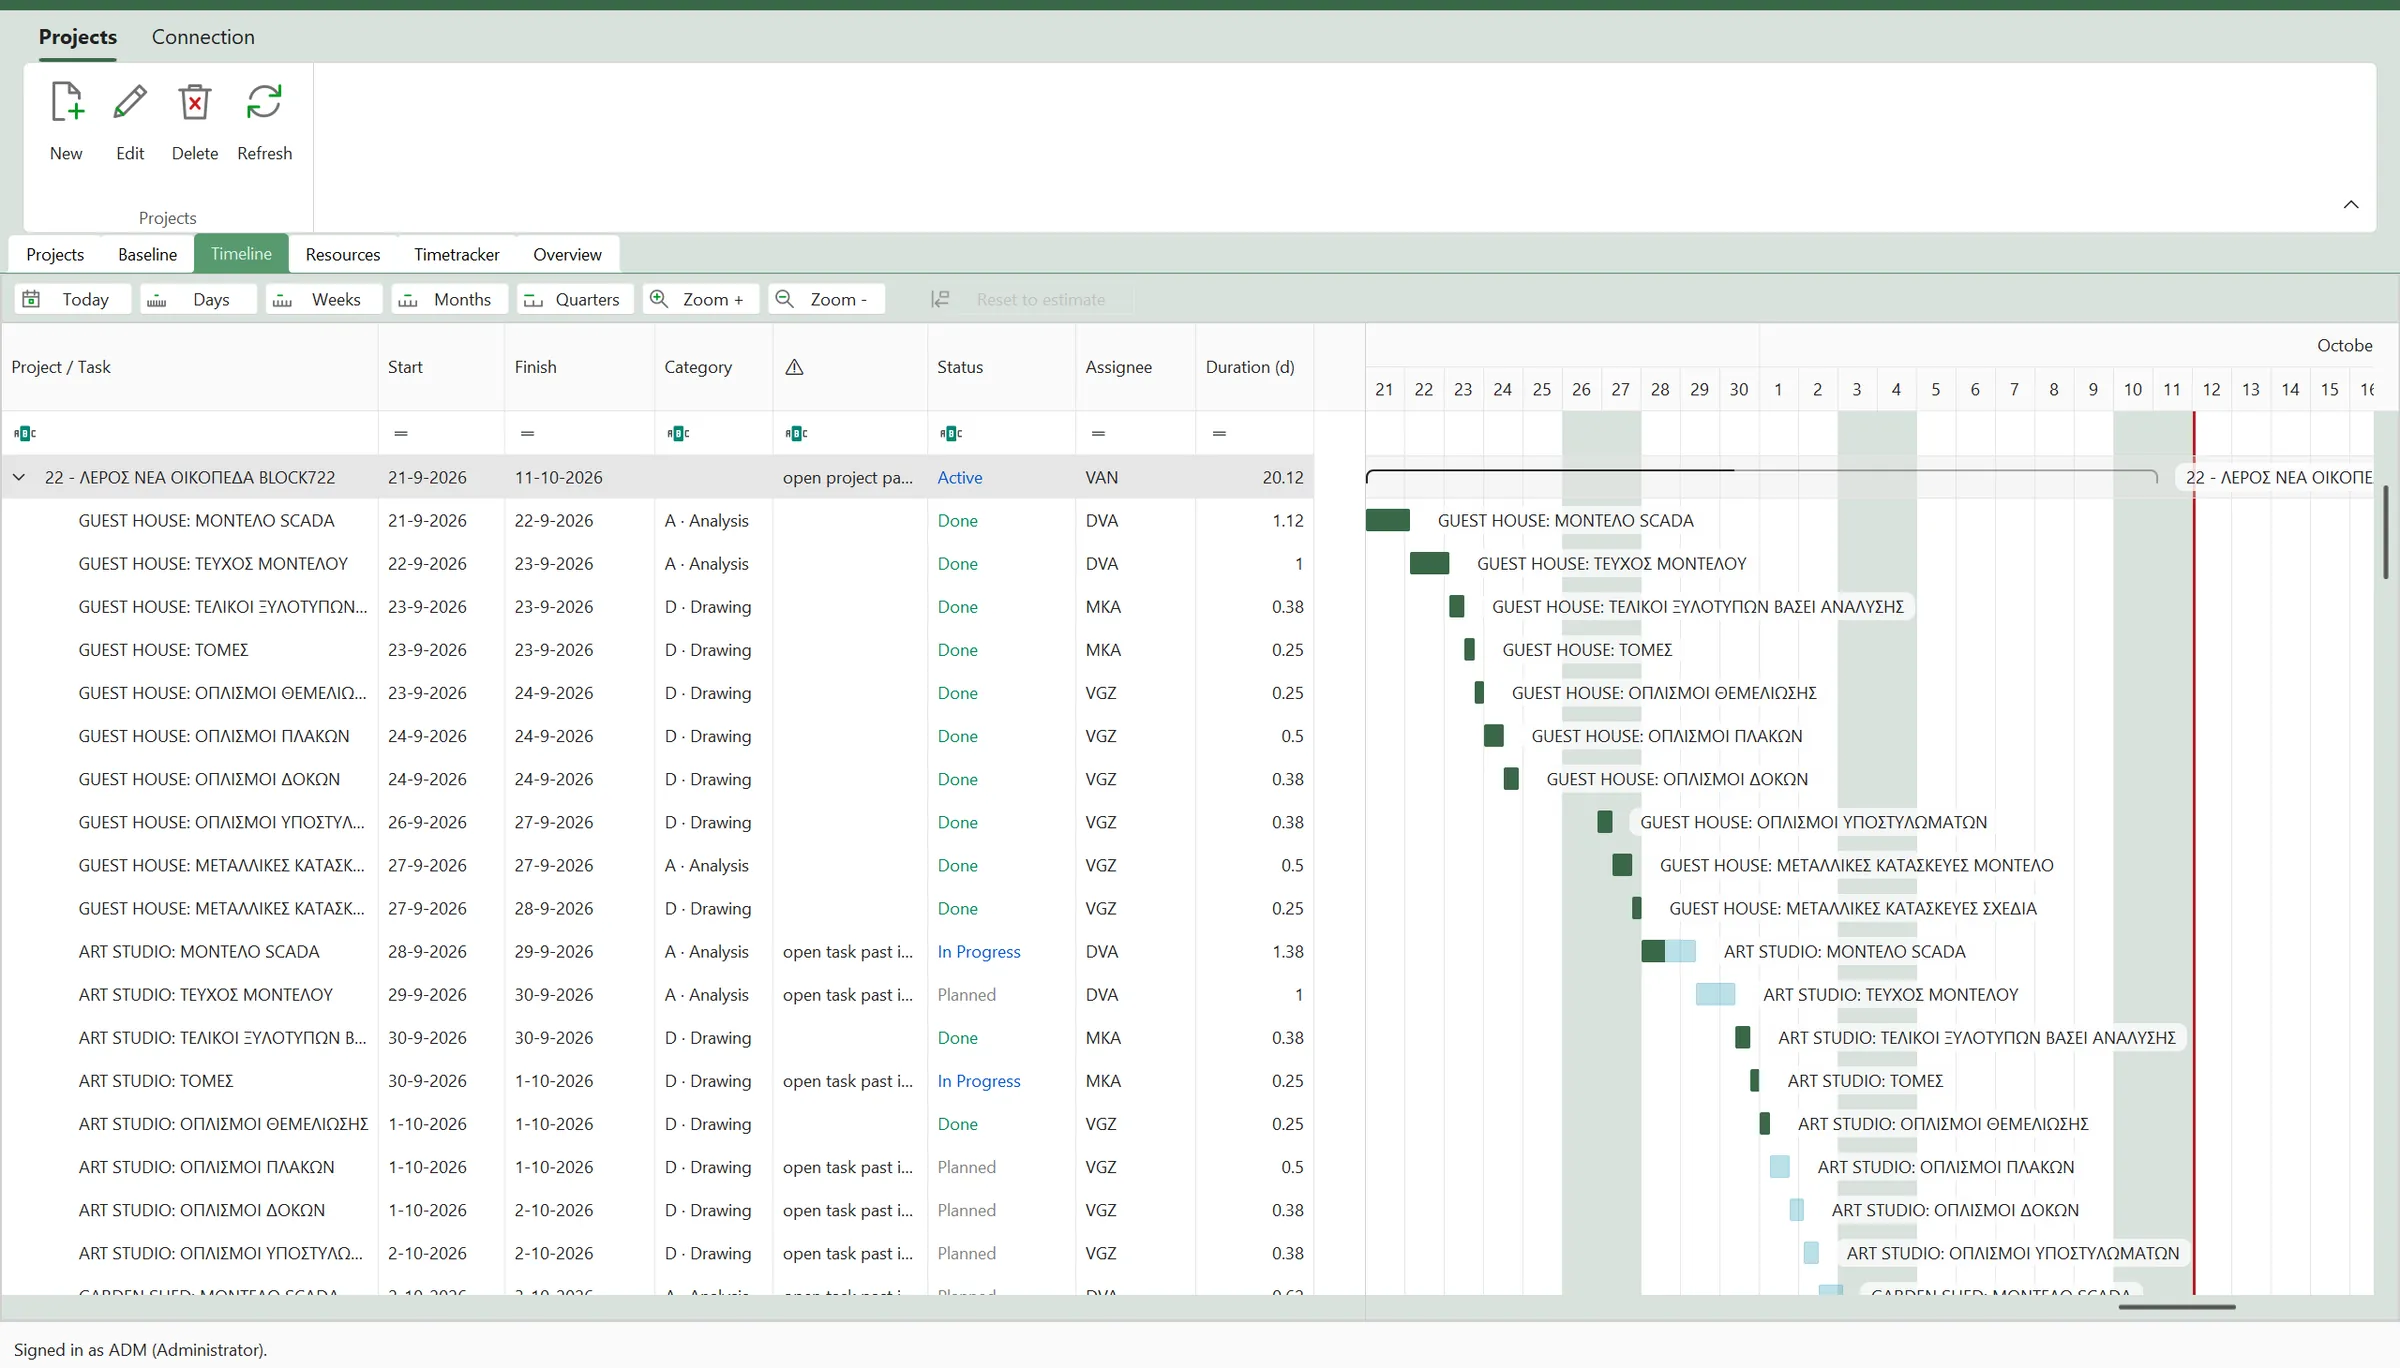 Projects Connection
New Edit Delete Refresh
Projects
Projects Baseline Timeline Resources Timetracker Overview
Today Days Weeks Months Quarters Zoom + Zoom - Reset to estimate
Octobe
Project / Task Start Finish Category Status Assignee Duration (d)
21 22 23 24 25 26 27 28 29 30 1 2 3 4 5 6 7 8 9 10 11 12 13 14 15 16
22 - ΛΕΡΟΣ ΝΕΑ ΟΙΚΟΠΕΔΑ BLOCK722 21-9-2026 11-10-2026 open project pa... Active VAN 20.12 22 - ΛΕΡΟΣ ΝΕΑ ΟΙΚΟΠΕ
GUEST HOUSE: ΜΟΝΤΕΛΟ SCADA 21-9-2026 22-9-2026 A · Analysis Done DVA 1.12 GUEST HOUSE: ΜΟΝΤΕΛΟ SCADA
GUEST HOUSE: ΤΕΥΧΟΣ ΜΟΝΤΕΛΟΥ 22-9-2026 23-9-2026 A · Analysis Done DVA 1 GUEST HOUSE: ΤΕΥΧΟΣ ΜΟΝΤΕΛΟΥ
GUEST HOUSE: ΤΕΛΙΚΟΙ ΞΥΛΟΤΥΠΩΝ... 23-9-2026 23-9-2026 D · Drawing Done MKA 0.38 GUEST HOUSE: ΤΕΛΙΚΟΙ ΞΥΛΟΤΥΠΩΝ ΒΑΣΕΙ ΑΝΑΛΥΣΗΣ
GUEST HOUSE: ΤΟΜΕΣ 23-9-2026 23-9-2026 D · Drawing Done MKA 0.25 GUEST HOUSE: ΤΟΜΕΣ
GUEST HOUSE: ΟΠΛΙΣΜΟΙ ΘΕΜΕΛΙΩ... 23-9-2026 24-9-2026 D · Drawing Done VGZ 0.25 GUEST HOUSE: ΟΠΛΙΣΜΟΙ ΘΕΜΕΛΙΩΣΗΣ
GUEST HOUSE: ΟΠΛΙΣΜΟΙ ΠΛΑΚΩΝ 24-9-2026 24-9-2026 D · Drawing Done VGZ 0.5 GUEST HOUSE: ΟΠΛΙΣΜΟΙ ΠΛΑΚΩΝ
GUEST HOUSE: ΟΠΛΙΣΜΟΙ ΔΟΚΩΝ 24-9-2026 24-9-2026 D · Drawing Done VGZ 0.38 GUEST HOUSE: ΟΠΛΙΣΜΟΙ ΔΟΚΩΝ
GUEST HOUSE: ΟΠΛΙΣΜΟΙ ΥΠΟΣΤΥΛ... 26-9-2026 27-9-2026 D · Drawing Done VGZ 0.38 GUEST HOUSE: ΟΠΛΙΣΜΟΙ ΥΠΟΣΤΥΛΩΜΑΤΩΝ
GUEST HOUSE: ΜΕΤΑΛΛΙΚΕΣ ΚΑΤΑΣΚ... 27-9-2026 27-9-2026 A · Analysis Done VGZ 0.5 GUEST HOUSE: ΜΕΤΑΛΛΙΚΕΣ ΚΑΤΑΣΚΕΥΕΣ ΜΟΝΤΕΛΟ
GUEST HOUSE: ΜΕΤΑΛΛΙΚΕΣ ΚΑΤΑΣΚ... 27-9-2026 28-9-2026 D · Drawing Done VGZ 0.25 GUEST HOUSE: ΜΕΤΑΛΛΙΚΕΣ ΚΑΤΑΣΚΕΥΕΣ ΣΧΕΔΙΑ
ART STUDIO: ΜΟΝΤΕΛΟ SCADA 28-9-2026 29-9-2026 A · Analysis open task past i... In Progress DVA 1.38 ART STUDIO: ΜΟΝΤΕΛΟ SCADA
ART STUDIO: ΤΕΥΧΟΣ ΜΟΝΤΕΛΟΥ 29-9-2026 30-9-2026 A · Analysis open task past i... Planned DVA 1 ART STUDIO: ΤΕΥΧΟΣ ΜΟΝΤΕΛΟΥ
ART STUDIO: ΤΕΛΙΚΟΙ ΞΥΛΟΤΥΠΩΝ Β... 30-9-2026 30-9-2026 D · Drawing Done MKA 0.38 ART STUDIO: ΤΕΛΙΚΟΙ ΞΥΛΟΤΥΠΩΝ ΒΑΣΕΙ ΑΝΑΛΥΣΗΣ
ART STUDIO: ΤΟΜΕΣ 30-9-2026 1-10-2026 D · Drawing open task past i... In Progress MKA 0.25 ART STUDIO: ΤΟΜΕΣ
ART STUDIO: ΟΠΛΙΣΜΟΙ ΘΕΜΕΛΙΩΣΗΣ 1-10-2026 1-10-2026 D · Drawing Done VGZ 0.25 ART STUDIO: ΟΠΛΙΣΜΟΙ ΘΕΜΕΛΙΩΣΗΣ
ART STUDIO: ΟΠΛΙΣΜΟΙ ΠΛΑΚΩΝ 1-10-2026 1-10-2026 D · Drawing open task past i... Planned VGZ 0.5 ART STUDIO: ΟΠΛΙΣΜΟΙ ΠΛΑΚΩΝ
ART STUDIO: ΟΠΛΙΣΜΟΙ ΔΟΚΩΝ 1-10-2026 2-10-2026 D · Drawing open task past i... Planned VGZ 0.38 ART STUDIO: ΟΠΛΙΣΜΟΙ ΔΟΚΩΝ
ART STUDIO: ΟΠΛΙΣΜΟΙ ΥΠΟΣΤΥΛΩ... 2-10-2026 2-10-2026 D · Drawing open task past i... Planned VGZ 0.38 ART STUDIO: ΟΠΛΙΣΜΟΙ ΥΠΟΣΤΥΛΩΜΑΤΩΝ
GARDEN SHED: ΜΟΝΤΕΛΟ SCADA 2-10-2026 3-10-2026 A · Analysis open task past i... Planned DVA 0.62 GARDEN SHED: ΜΟΝΤΕΛΟ SCADA
Signed in as ADM (Administrator).